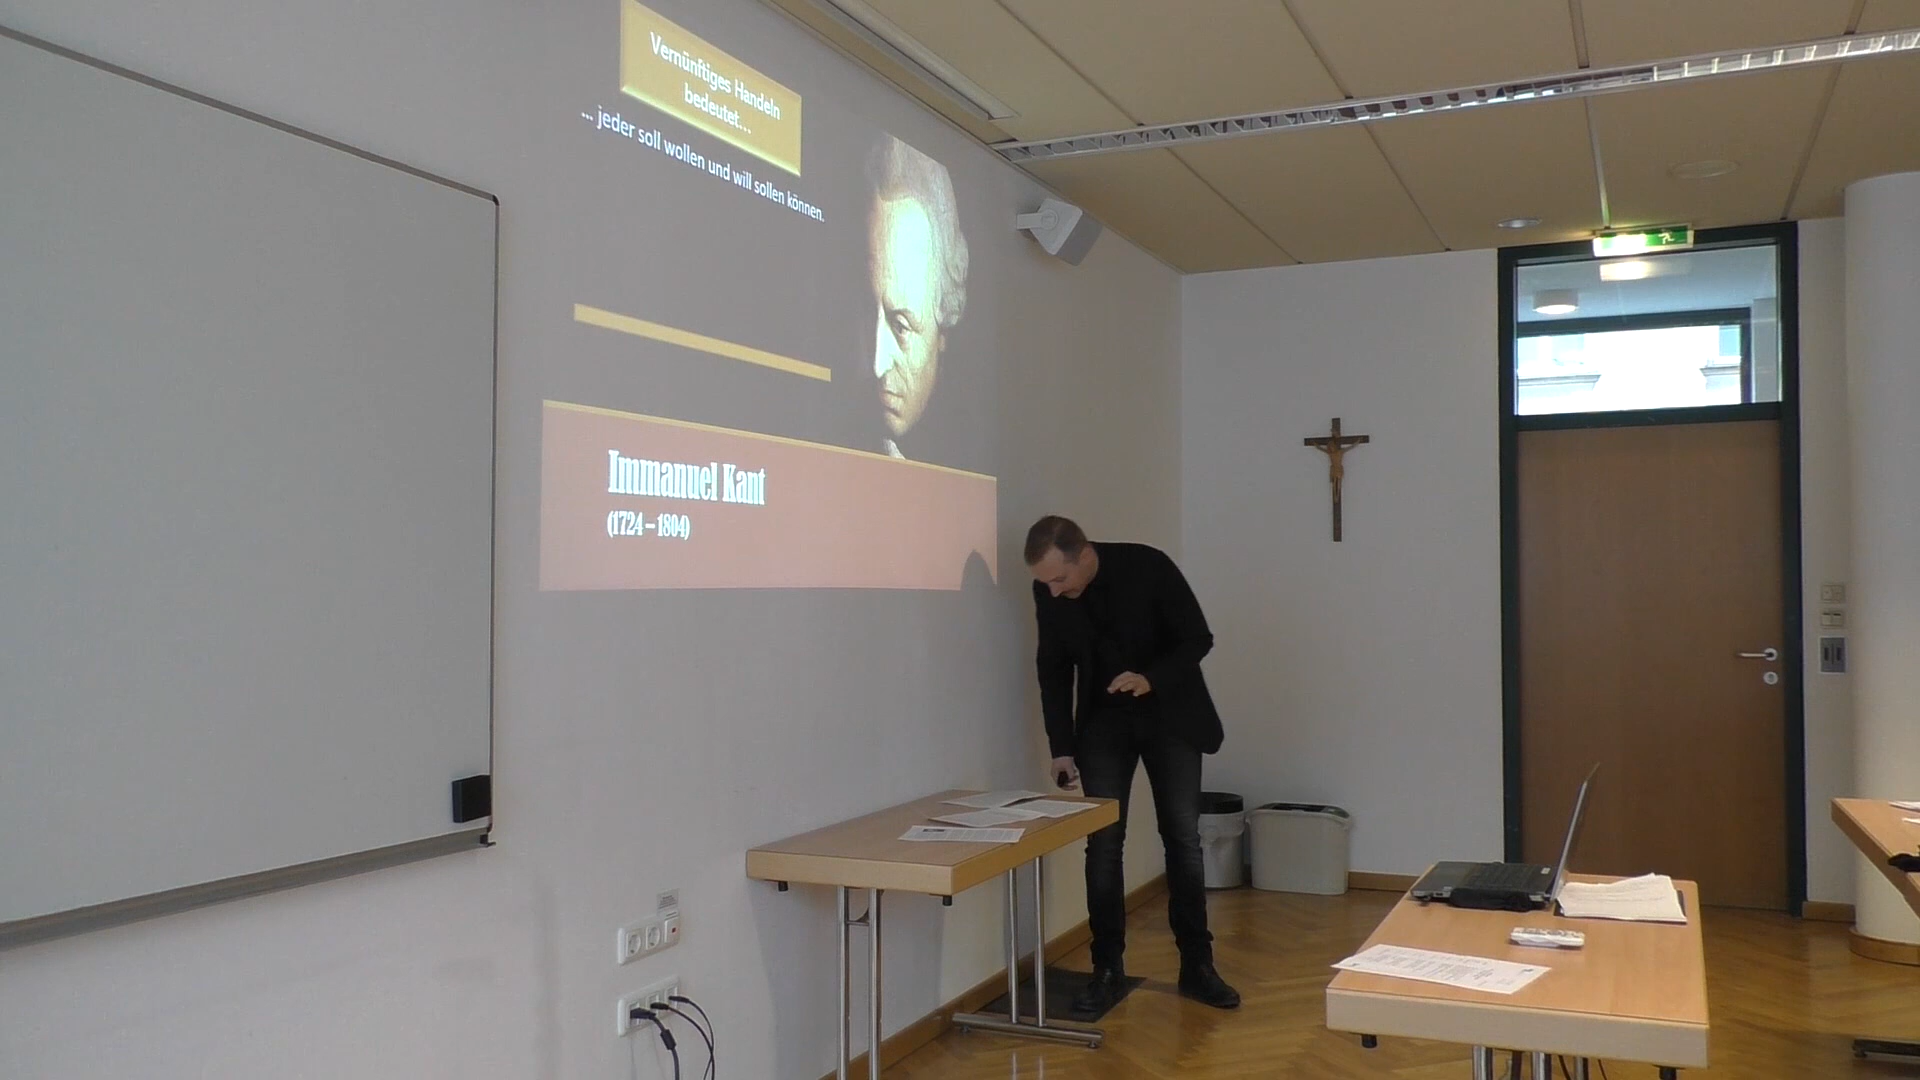 Vernünftiges Handeln
bedeutet...
... jeder soll wollen und will sollen können.
Immanuel Kant
(1724 – 1804)